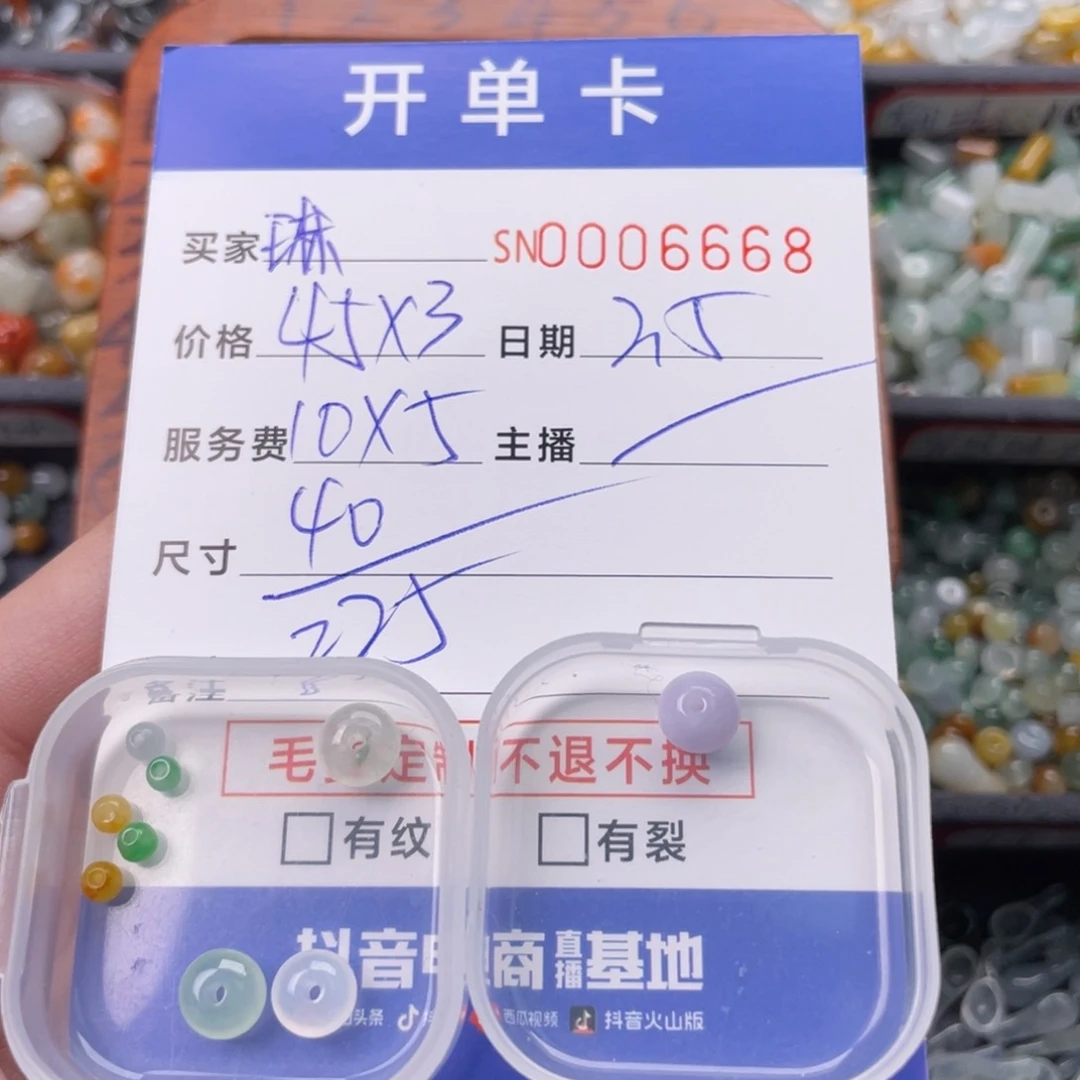 开单卡
买家 琳 SN0006668
价格 45X3 日期 25
服务费 10X5 主播
40
尺寸
225
备注
毛 定制 不退不换
有纹 有裂
抖音电商直播基地
头条 西瓜视频 抖音火山版